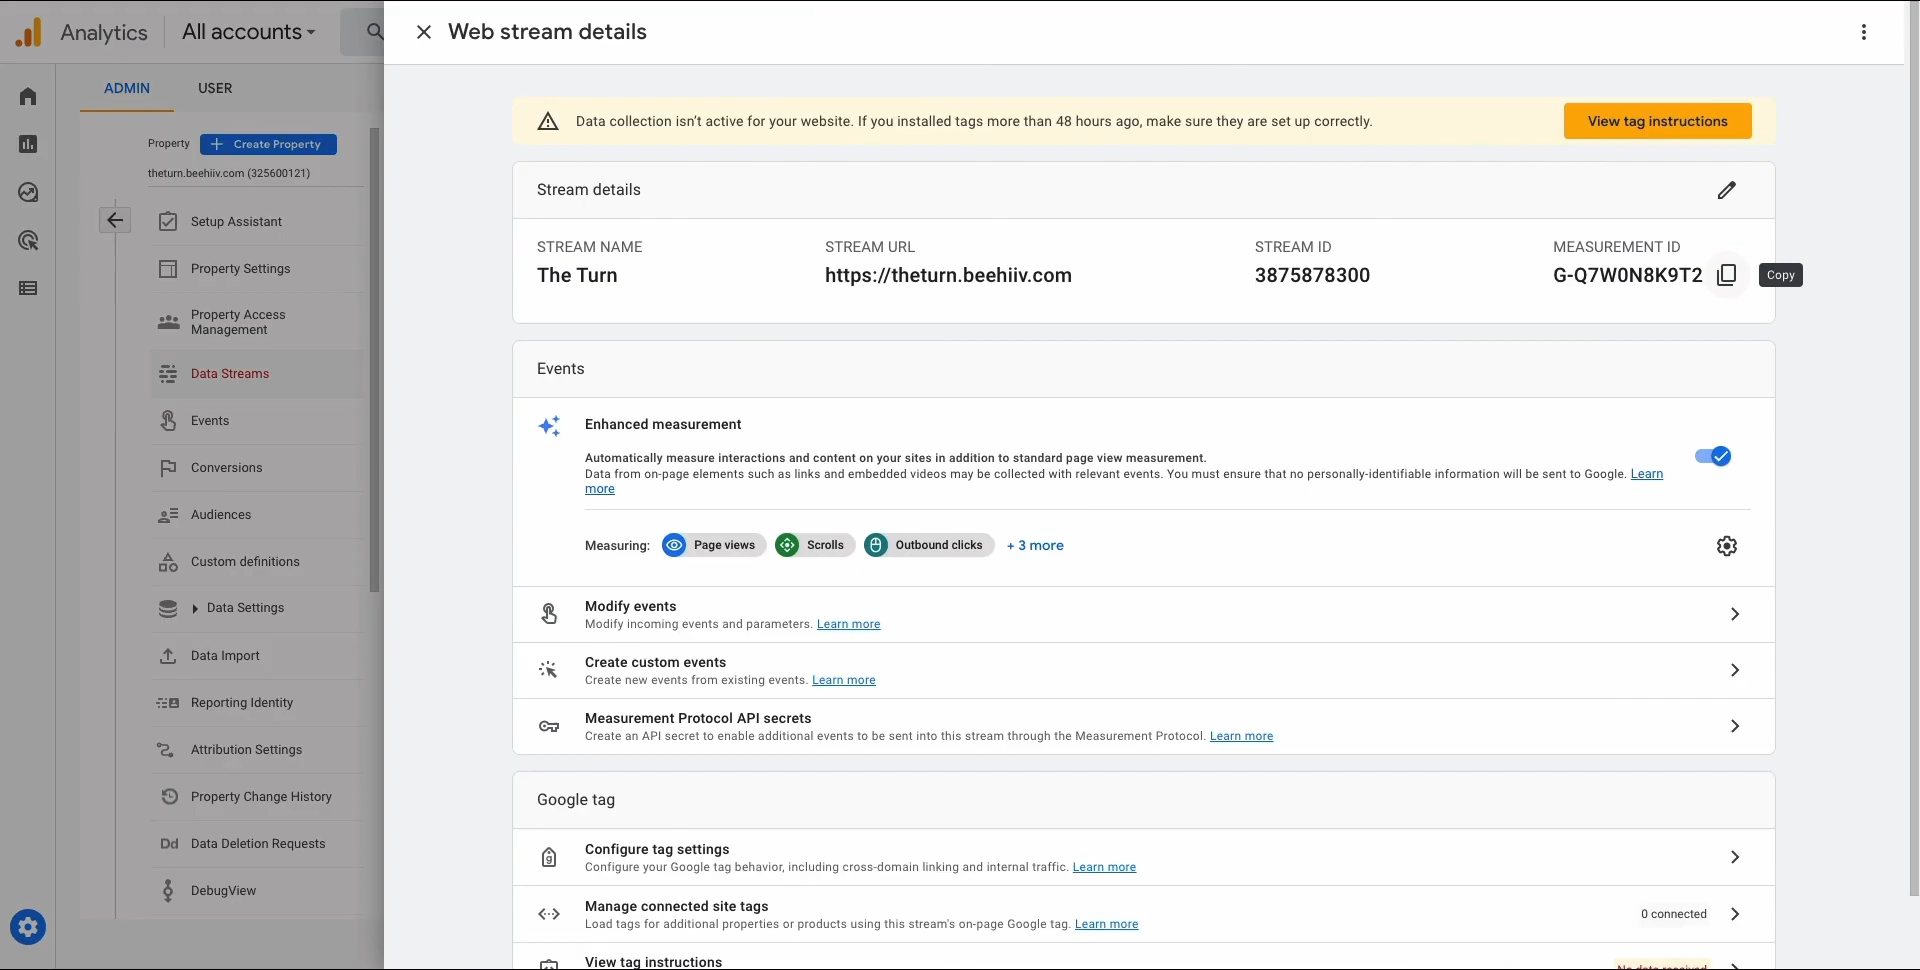 Analytics
All accounts
Web stream details
ADMIN
USER
Property
Create Property
theturn.beehiiv.com (325600121)
Setup Assistant
Property Settings
Property Access
Management
Data Streams
Events
Conversions
Audiences
Custom definitions
Data Settings
Data Import
Reporting Identity
Attribution Settings
Property Change History
Dd Data Deletion Requests
DebugView
Data collection isn't active for your website. If you installed tags more than 48 hours ago, make sure they are set up correctly.
View tag instructions
Stream details
STREAM NAME
The Turn
STREAM URL
https://theturn.beehiiv.com
STREAM ID
3875878300
MEASUREMENT ID
G-Q7W0N8K9T2
Copy
Events
Enhanced measurement
Automatically measure interactions and content on your sites in addition to standard page view measurement.
Data from on-page elements such as links and embedded videos may be collected with relevant events. You must ensure that no personally-identifiable information will be sent to Google. Learn
more
Measuring: Page views Scrolls Outbound clicks + 3 more
Modify events
Modify incoming events and parameters. Learn more
Create custom events
Create new events from existing events. Learn more
Measurement Protocol API secrets
Create an API secret to enable additional events to be sent into this stream through the Measurement Protocol. Learn more
Google tag
Configure tag settings
Configure your Google tag behavior, including cross-domain linking and internal traffic. Learn more
Manage connected site tags
Load tags for additional properties or products using this stream's on-page Google tag. Learn more
0 connected
View tag instructions
No data received